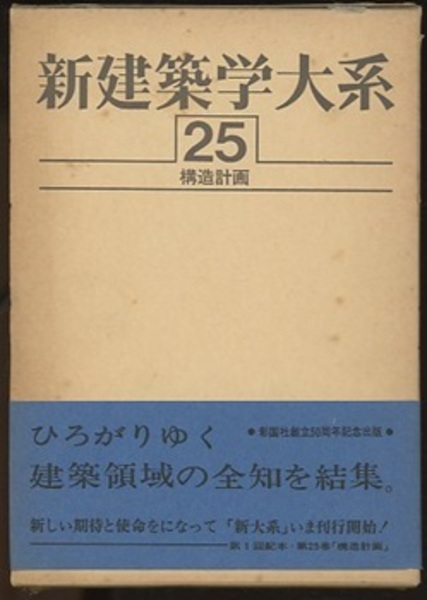 新建築学大系
25
構造計画
ひろがりゆく
●彰国社創立50周年記念出版●
建築領域の全知を結集。
新しい期待と使命をになって「新大系」いま刊行開始!
第1回配本・第25巻「構造計画」